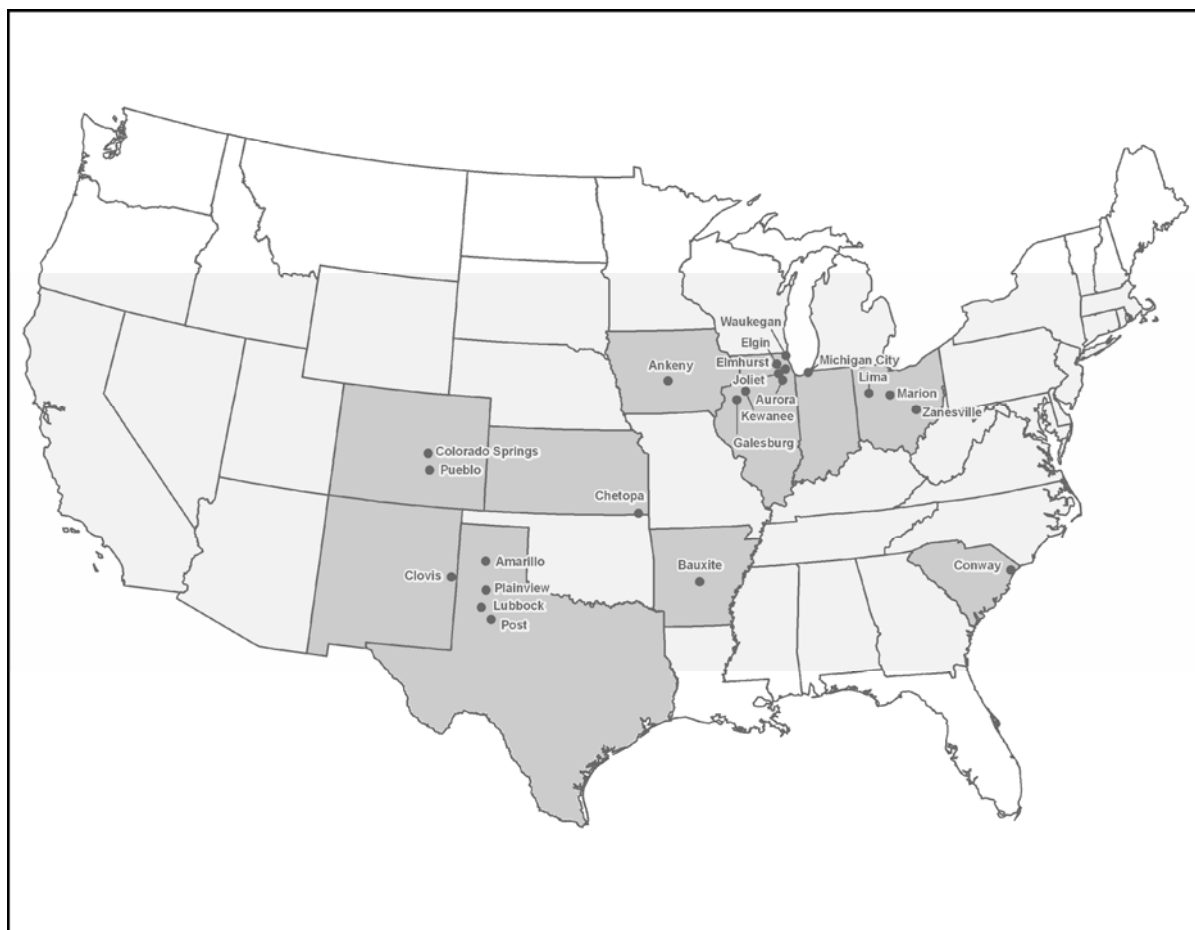 Waukegan
Elgin
Elmhurst
Michigan City
Ankeny
Joliet
Lima
Aurora
Marion
Kewanee
Zanesville
Galesburg
Colorado Springs
Pueblo
Chetopa
Amarillo
Clovis
Bauxite
Conway
Plainview
Lubbock
Post